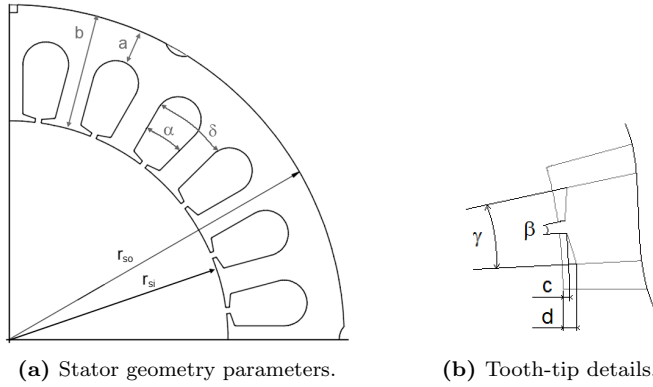 b
a
α
δ
r_so
r_si
β
γ
c
d
(a) Stator geometry parameters.
(b) Tooth-tip details.